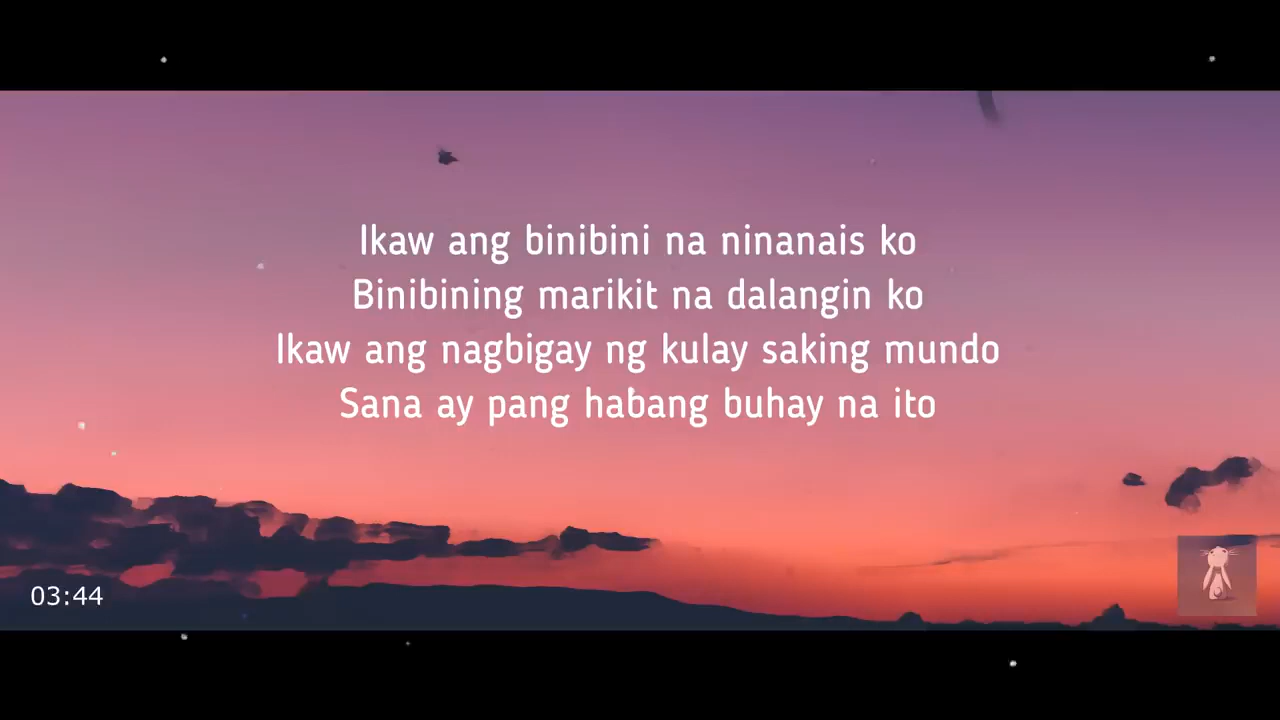 Ikaw ang binibini na ninanais ko
Binibining marikit na dalangin ko
Ikaw ang nagbigay ng kulay saking mundo
Sana ay pang habang buhay na ito
03:44